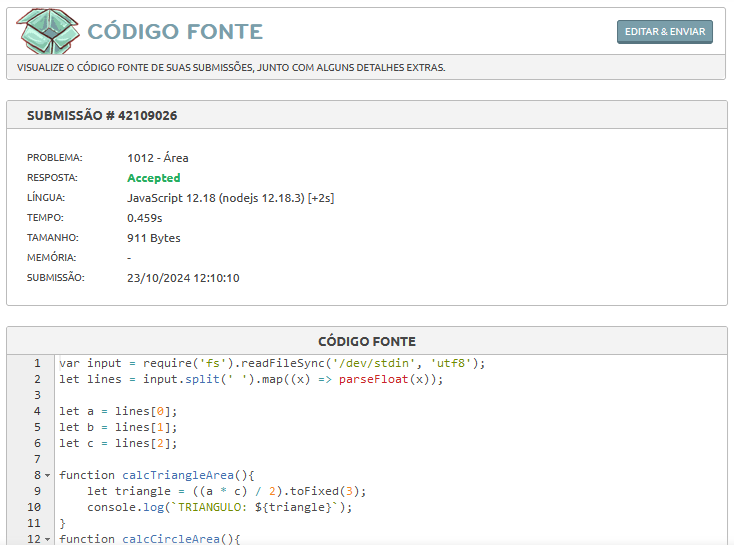 CÓDIGO FONTE
EDITAR & ENVIAR
VISUALIZE O CÓDIGO FONTE DE SUAS SUBMISSÕES, JUNTO COM ALGUNS DETALHES EXTRAS.
SUBMISSÃO # 42109026
PROBLEMA: 1012 - Área
RESPOSTA: Accepted
LÍNGUA: JavaScript 12.18 (nodejs 12.18.3) [+2s]
TEMPO: 0.459s
TAMANHO: 911 Bytes
MEMÓRIA: -
SUBMISSÃO: 23/10/2024 12:10:10
CÓDIGO FONTE
1 var input = require('fs').readFileSync('/dev/stdin', 'utf8');
2 let lines = input.split(' ').map((x) => parseFloat(x));
3
4 let a = lines[0];
5 let b = lines[1];
6 let c = lines[2];
7
8 function calcTriangleArea(){
9 let triangle = ((a * c) / 2).toFixed(3);
10 console.log(`TRIANGULO: ${triangle}`);
11 }
12 function calcCircleArea(){